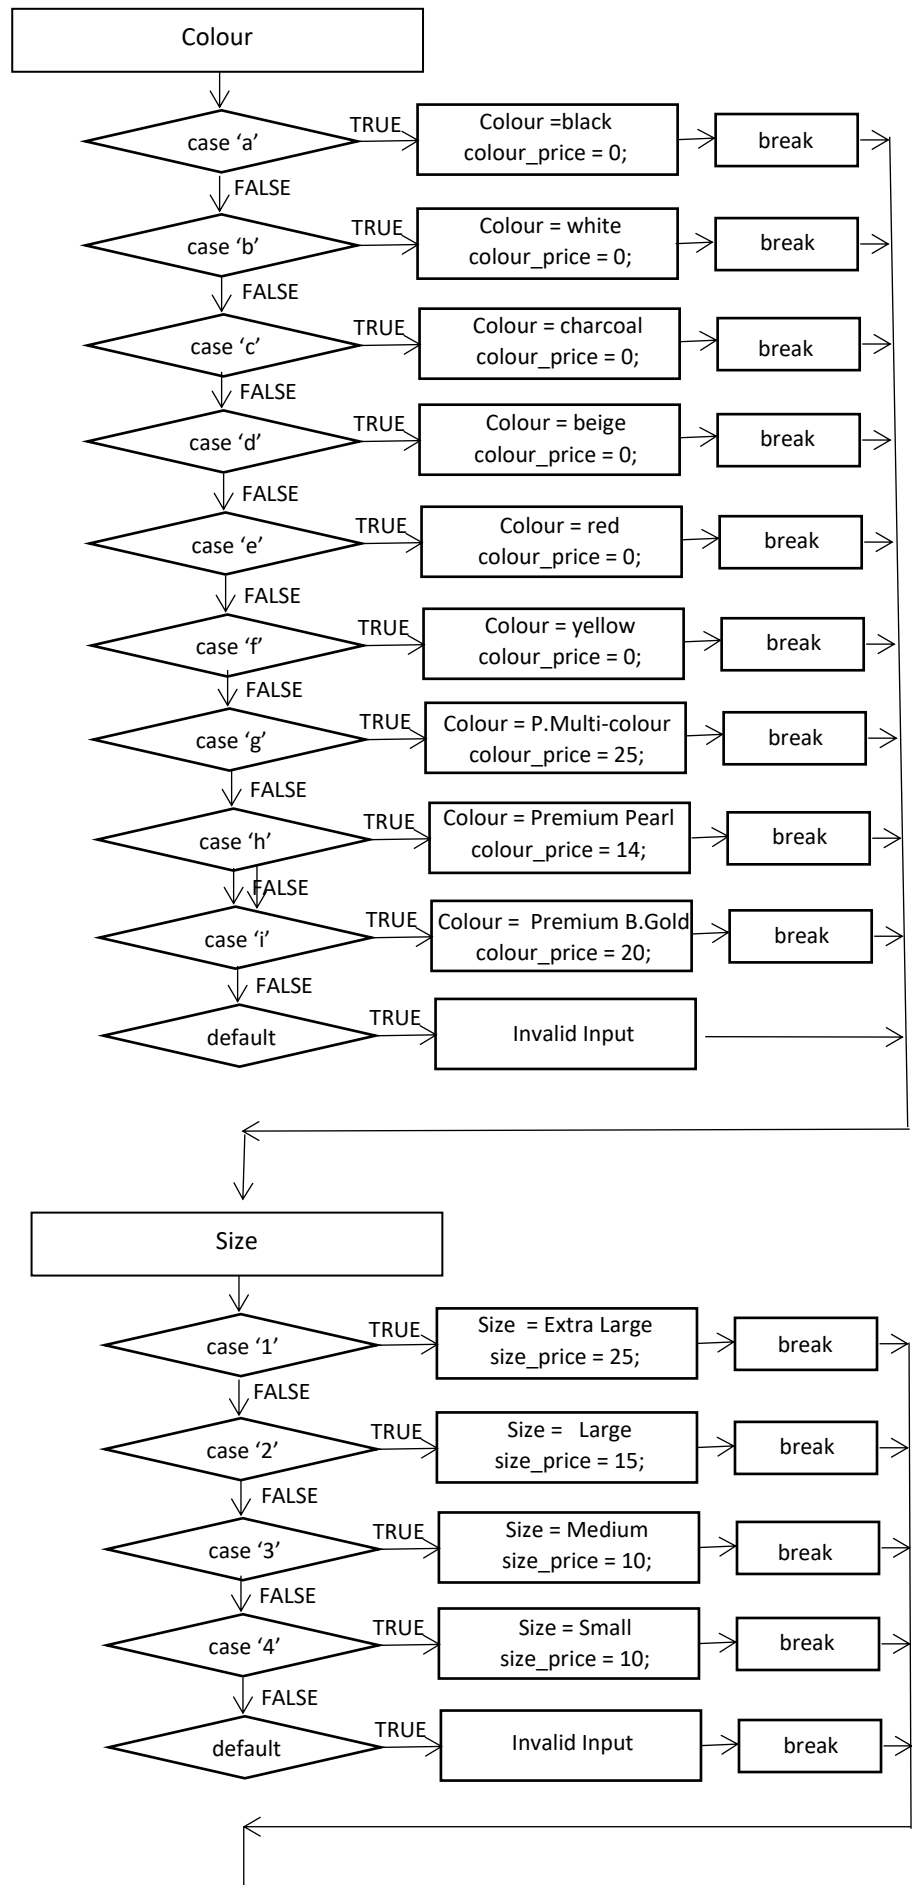 Colour
case ‘a’
TRUE
Colour =black
colour_price = 0;
break
FALSE
case ‘b’
TRUE
Colour = white
colour_price = 0;
break
FALSE
case ‘c’
TRUE
Colour = charcoal
colour_price = 0;
break
FALSE
case ‘d’
TRUE
Colour = beige
colour_price = 0;
break
FALSE
case ‘e’
TRUE
Colour = red
colour_price = 0;
break
FALSE
case ‘f’
TRUE
Colour = yellow
colour_price = 0;
break
FALSE
case ‘g’
TRUE
Colour = P.Multi-colour
colour_price = 25;
break
FALSE
case ‘h’
TRUE
Colour = Premium Pearl
colour_price = 14;
break
FALSE
case ‘i’
TRUE
Colour =  Premium B.Gold
colour_price = 20;
break
FALSE
default
TRUE
Invalid Input
Size
case ‘1’
TRUE
Size  = Extra Large
size_price = 25;
break
FALSE
case ‘2’
TRUE
Size =   Large
size_price = 15;
break
FALSE
case ‘3’
TRUE
Size = Medium
size_price = 10;
break
FALSE
case ‘4’
TRUE
Size = Small
size_price = 10;
break
FALSE
default
TRUE
Invalid Input
break